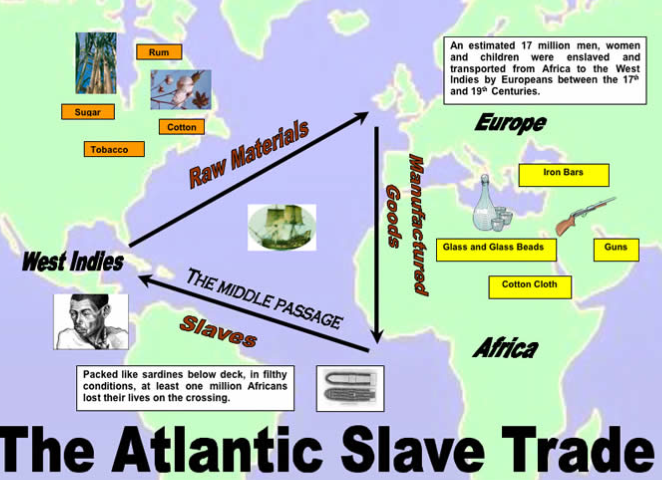 Rum
Sugar
Cotton
Tobacco
An estimated 17 million men, women
and children were enslaved and
transported from Africa to the West
Indies by Europeans between the 17th
and 19th Centuries.
Europe
Raw Materials
Manufactured
Goods
Iron Bars
Glass and Glass Beads
Guns
Cotton Cloth
West Indies
THE MIDDLE PASSAGE
Slaves
Africa
Packed like sardines below deck, in filthy
conditions, at least one million Africans
lost their lives on the crossing.
The Atlantic Slave Trade